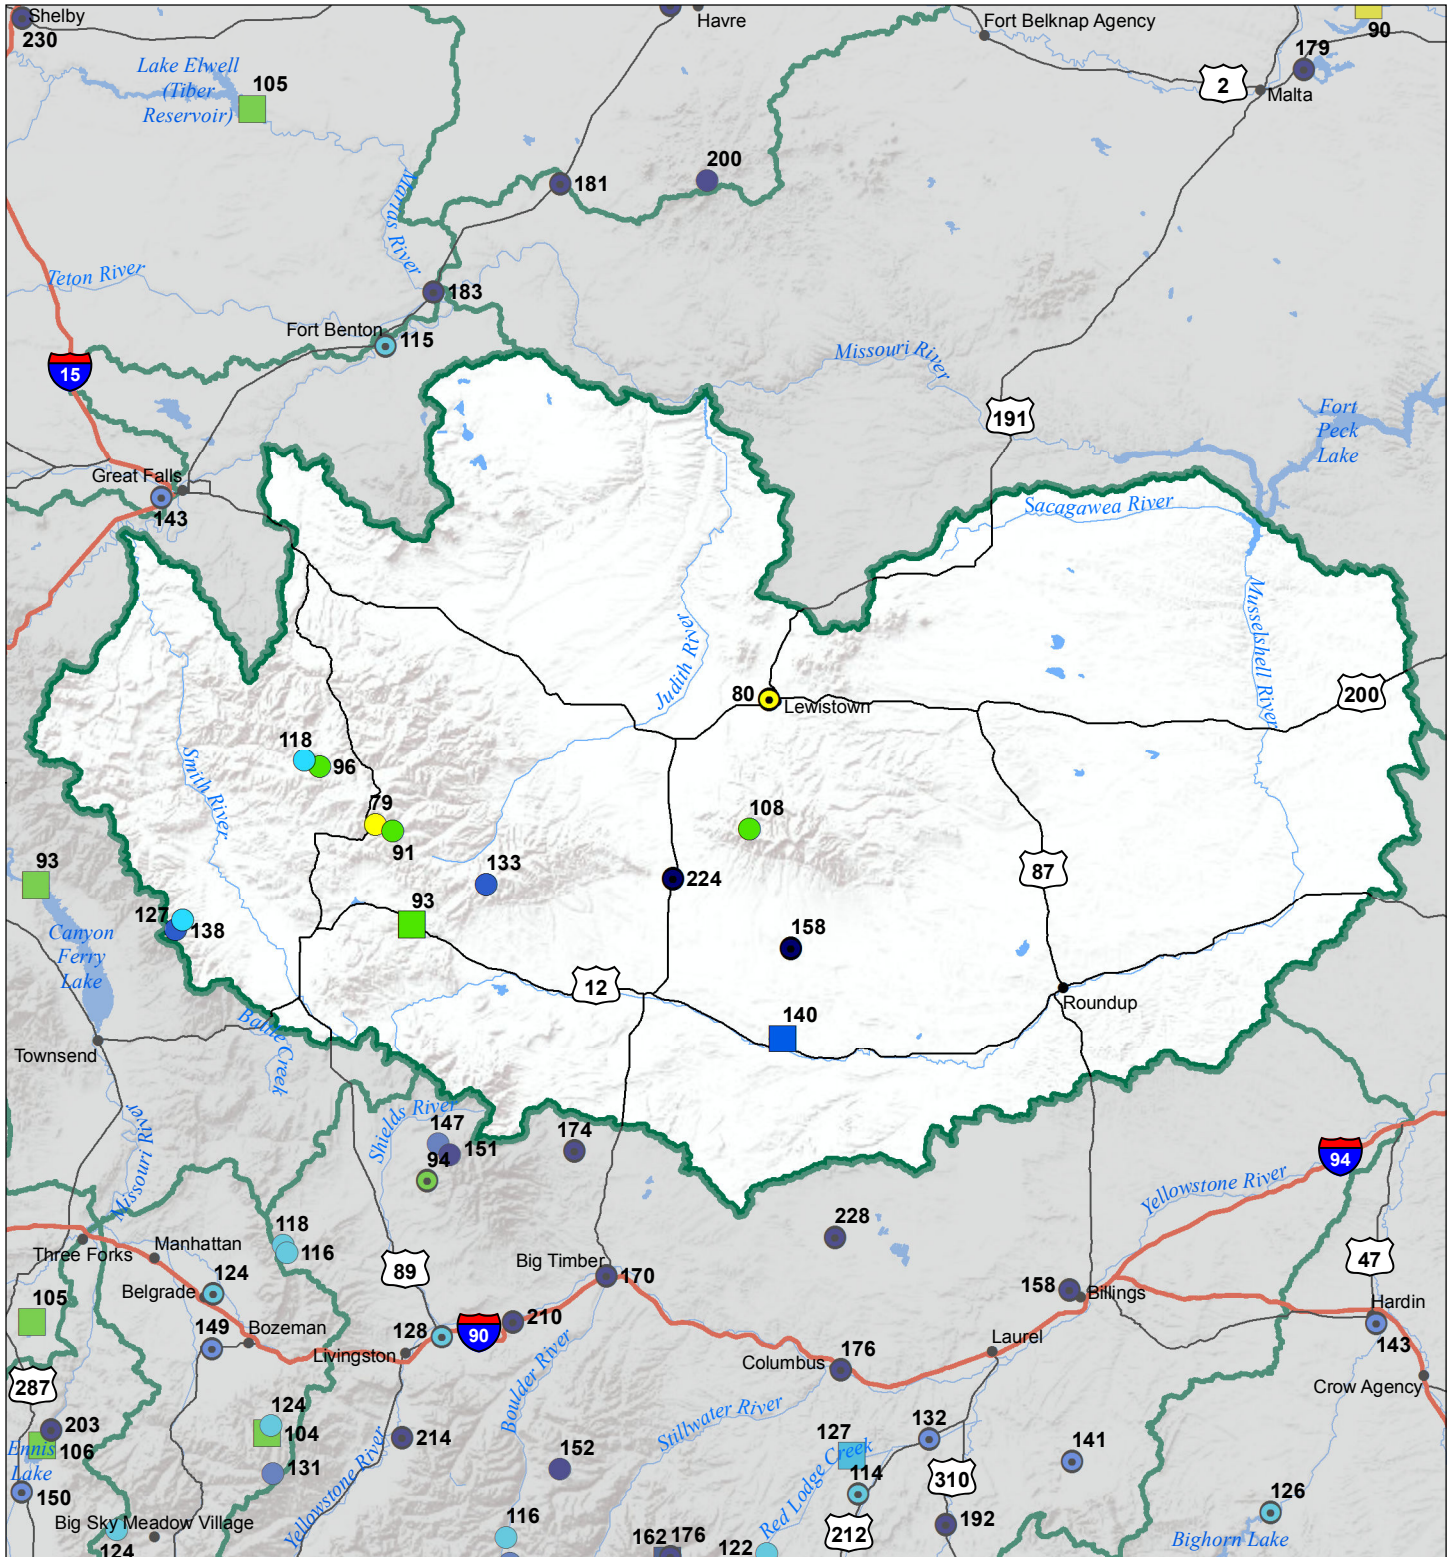 Shelby
230
Havre
Fort Belknap Agency
90
179
2
Malta
Lake Elwell
(Tiber
Reservoir)
105
200
181
Marias River
Teton River
183
Fort Benton
115
15
Missouri River
191
Fort
Peck
Lake
Great Falls
143
Sacagawea River
Musselshell River
Judith River
80
Lewistown
200
118
96
Smith River
79
91
108
133
224
87
93
93
127
138
Canyon
Ferry
Lake
158
12
Roundup
140
Battle Creek
Townsend
Missouri River
Shields River
147
151
174
94
94
Yellowstone River
228
118
116
Three Forks
Manhattan
124
Belgrade
89
Big Timber
170
47
158
Billings
Hardin
143
105
149
Bozeman
128
90
210
Livingston
Boulder River
Columbus
176
Laurel
Crow Agency
287
203
106
Ennis
Lake
124
104
131
214
Yellowstone River
152
Stillwater River
127
132
141
Red Lodge Creek
114
310
126
150
Big Sky Meadow Village
124
116
162
176
122
212
192
Bighorn Lake